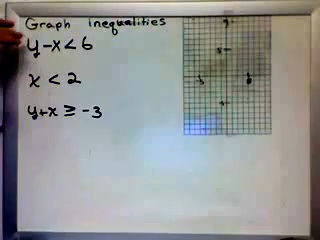 Graph inequalities
y-x<6
x<2
y+x≥-3